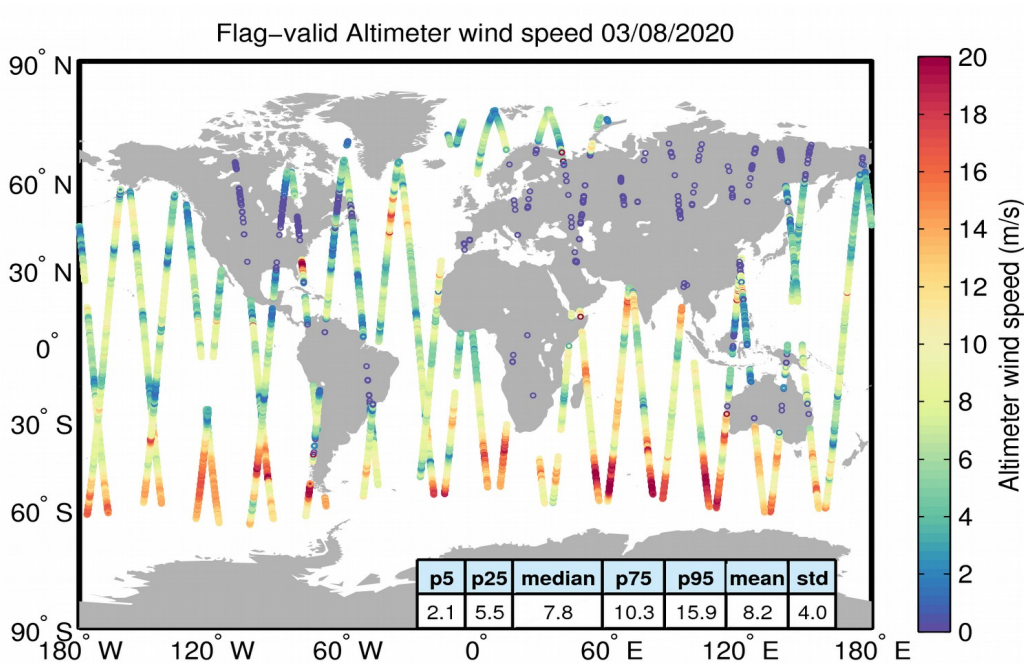 Flag−valid Altimeter wind speed 03/08/2020
90° N
60° N
30° N
0°
30° S
60° S
90° S
180° W
120° W
60° W
0°
60° E
120° E
180° E
p5 p25 median p75 p95 mean std
2.1 5.5 7.8 10.3 15.9 8.2 4.0
20
18
16
14
12
10
8
6
4
2
0
Altimeter wind speed (m/s)